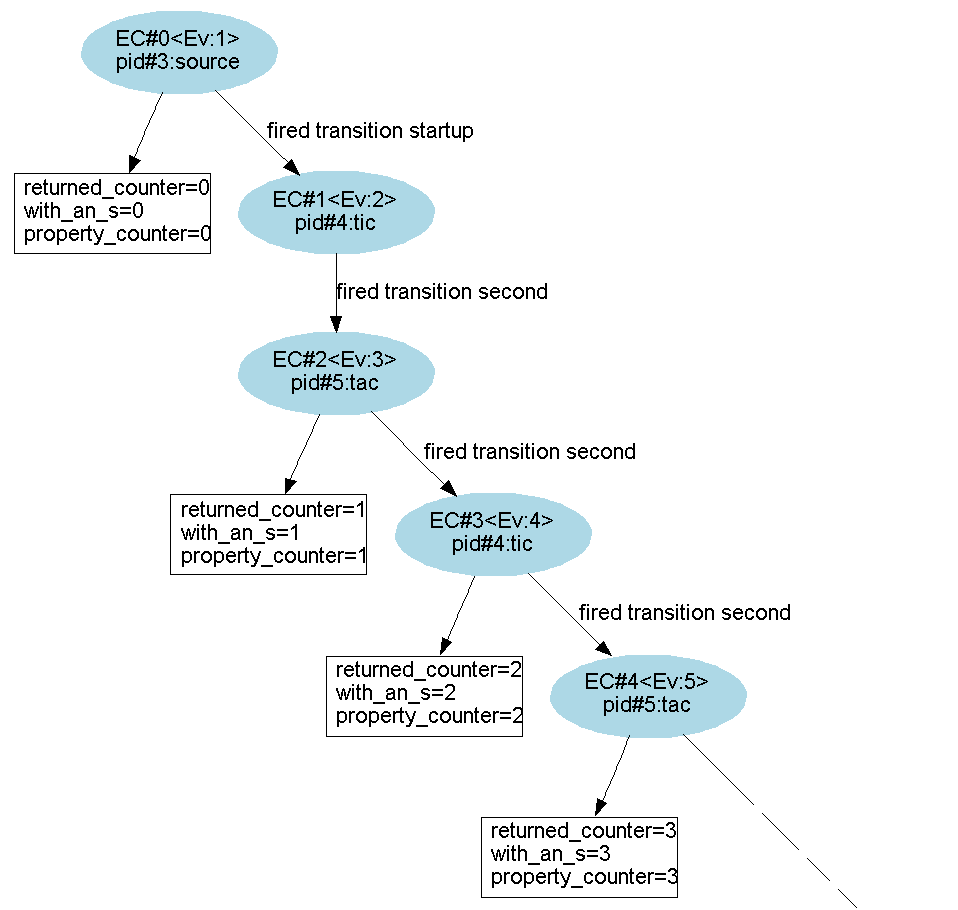 EC#0<Ev:1>
pid#3:source
fired transition startup
returned_counter=0
with_an_s=0
property_counter=0
EC#1<Ev:2>
pid#4:tic
fired transition second
EC#2<Ev:3>
pid#5:tac
fired transition second
returned_counter=1
with_an_s=1
property_counter=1
EC#3<Ev:4>
pid#4:tic
fired transition second
returned_counter=2
with_an_s=2
property_counter=2
EC#4<Ev:5>
pid#5:tac
returned_counter=3
with_an_s=3
property_counter=3